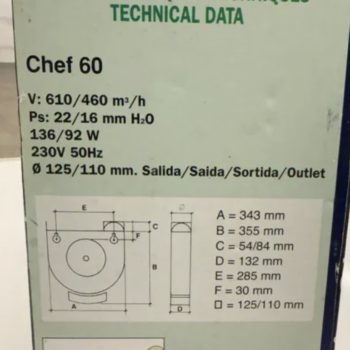 TECHNICAL DATA
Chef 60
V: 610/460 m³/h
Ps: 22/16 mm H₂O
136/92 W
230V 50Hz
Ø 125/110 mm. Salida/Saida/Sortida/Outlet
E
Ø
C
F
B
A
D
A = 343 mm
B = 355 mm
C = 54/84 mm
D = 132 mm
E = 285 mm
F = 30 mm
□ = 125/110 mm